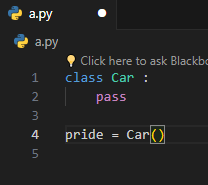 a.py
a.py
Click here to ask Blackbo
1 class Car :
2     pass
3
4 pride = Car()
5